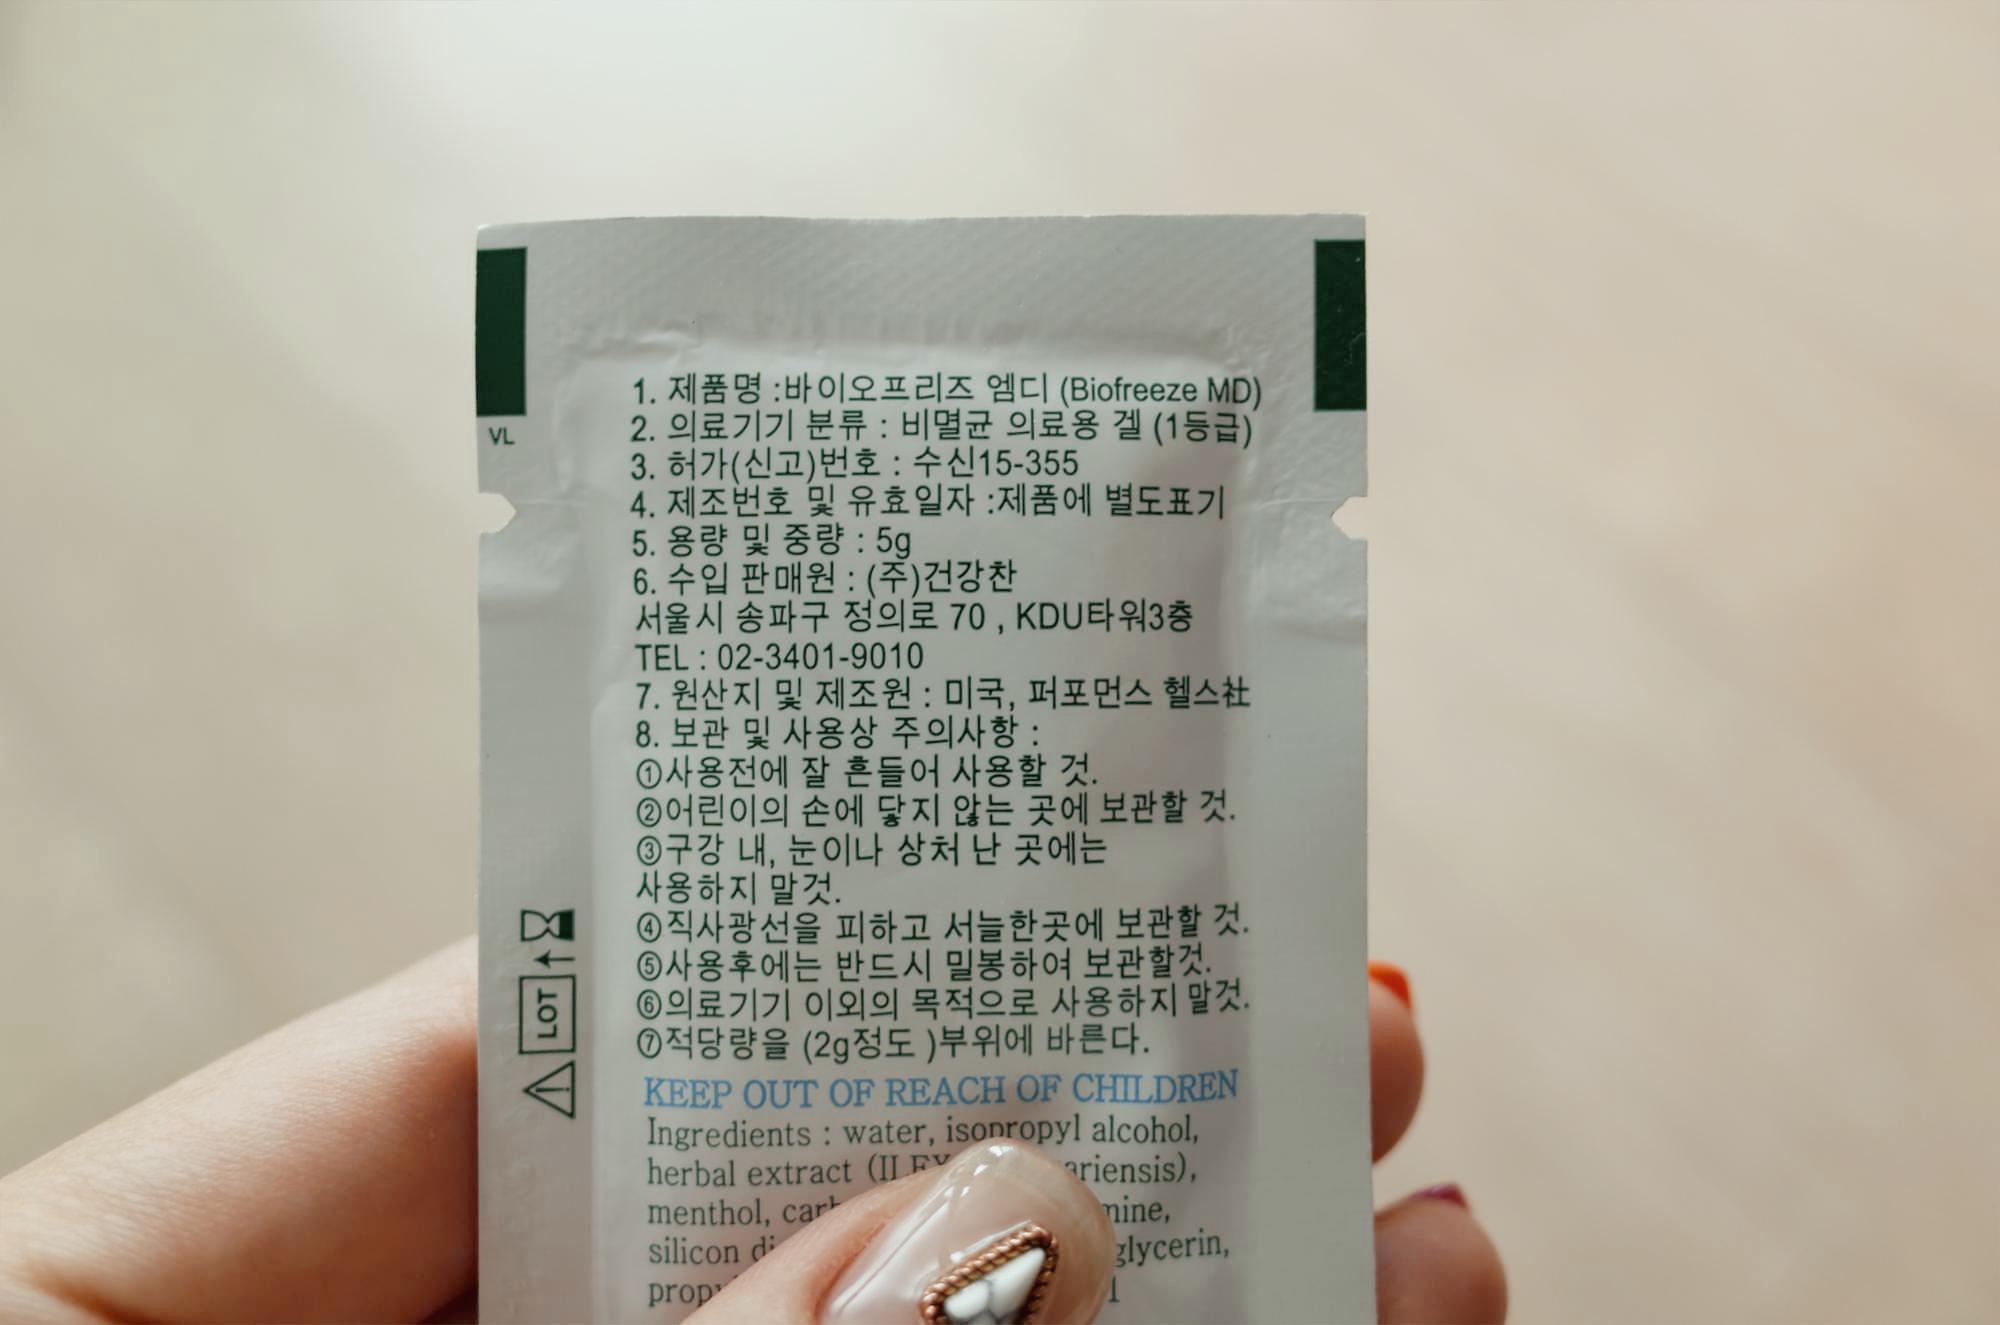 VL
1. 제품명 :바이오프리즈 엠디 (Biofreeze MD)
2. 의료기기 분류 : 비멸균 의료용 겔 (1등급)
3. 허가(신고)번호 : 수신15-355
4. 제조번호 및 유효일자 :제품에 별도표기
5. 용량 및 중량 : 5g
6. 수입 판매원 : (주)건강찬
서울시 송파구 정의로 70 , KDU타워3층
TEL : 02-3401-9010
7. 원산지 및 제조원 : 미국, 퍼포먼스 헬스社
8. 보관 및 사용상 주의사항 :
①사용전에 잘 흔들어 사용할 것.
②어린이의 손에 닿지 않는 곳에 보관할 것.
③구강 내, 눈이나 상처 난 곳에는
사용하지 말것.
④직사광선을 피하고 서늘한곳에 보관할 것.
⑤사용후에는 반드시 밀봉하여 보관할것.
⑥의료기기 이외의 목적으로 사용하지 말것.
⑦적당량을 (2g정도 )부위에 바른다.
KEEP OUT OF REACH OF CHILDREN
Ingredients : water, isopropyl alcohol,
herbal extract
menthol,
silicon glycerin,
LOT